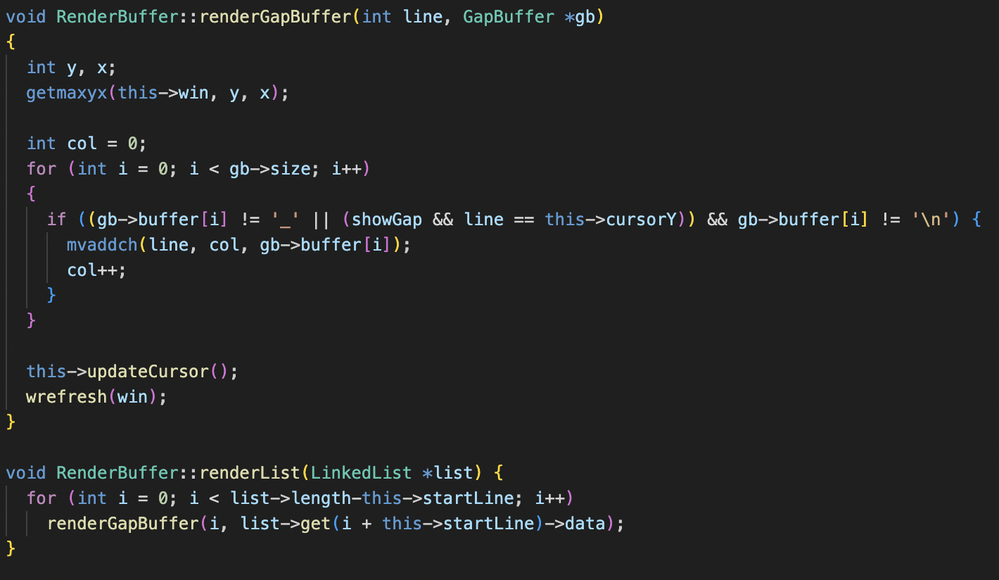 void RenderBuffer::renderGapBuffer(int line, GapBuffer *gb)
{
  int y, x;
  getmaxyx(this->win, y, x);

  int col = 0;
  for (int i = 0; i < gb->size; i++)
  {
    if ((gb->buffer[i] != '_' || (showGap && line == this->cursorY)) && gb->buffer[i] != '\n') {
      mvaddch(line, col, gb->buffer[i]);
      col++;
    }
  }

  this->updateCursor();
  wrefresh(win);
}

void RenderBuffer::renderList(LinkedList *list) {
  for (int i = 0; i < list->length-this->startLine; i++)
    renderGapBuffer(i, list->get(i + this->startLine)->data);
}